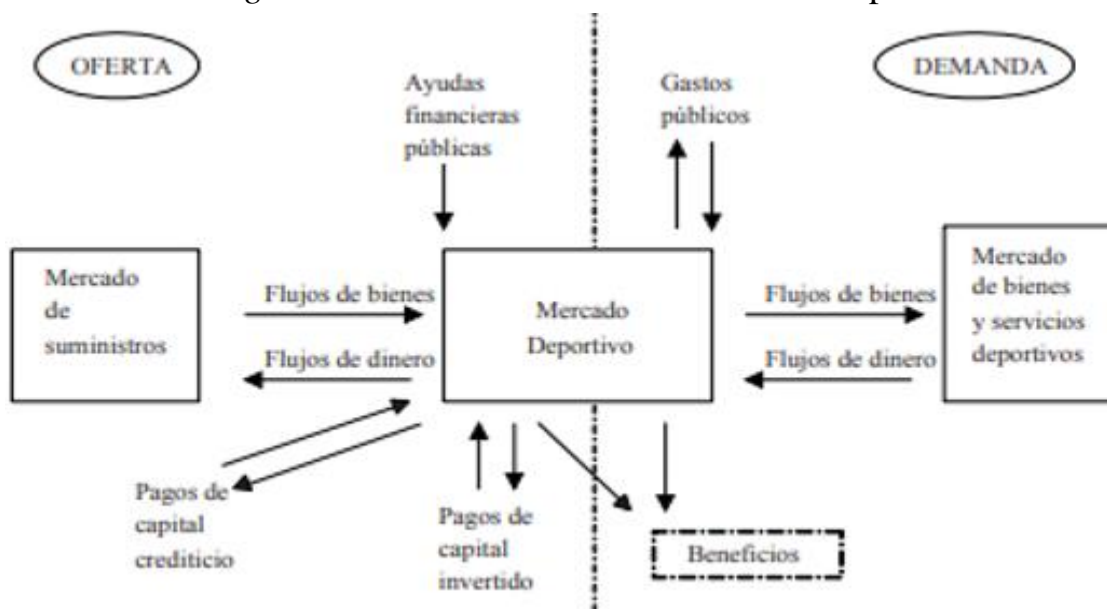 OFERTA
DEMANDA
Ayudas
financieras
públicas
Gastos
públicos
Mercado
de
suministros
Flujos de bienes
Flujos de dinero
Mercado
Deportivo
Flujos de bienes
Flujos de dinero
Mercado
de bienes
y servicios
deportivos
Pagos de
capital
crediticio
Pagos de
capital
invertido
Beneficios